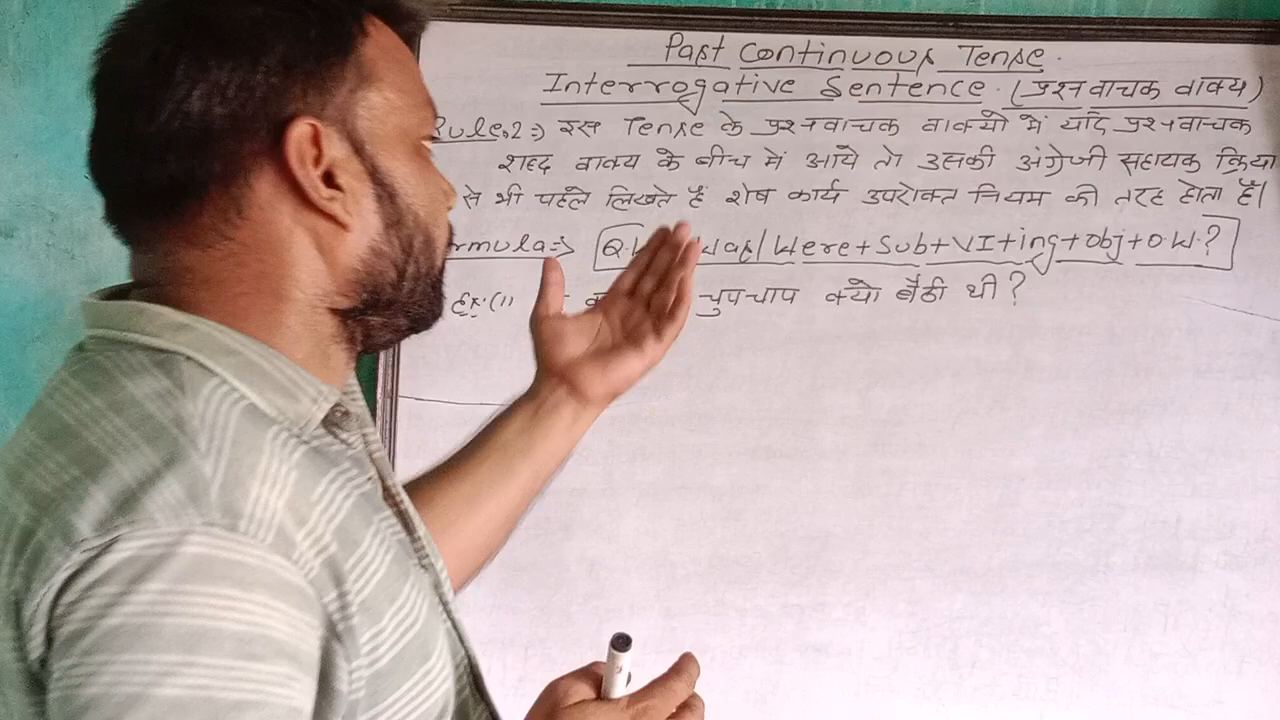 Past Continuous Tense.
Interrogative Sentence. (प्रश्नवाचक वाक्य)
Rule.2 :=) इस Tense के प्रश्नवाचक वाक्यों में यदि प्रश्नवाचक
शब्द वाक्य के बीच में आये तो उसकी अंग्रेजी सहायक क्रिया
से भी पहले लिखते हैं शेष कार्य उपरोक्त नियम की तरह होता है।
rmula=> Q. Was/Were+Sub+VI+ing+Obj+O.W.?
Ex:(1) चुपचाप क्यों बैठी थी?